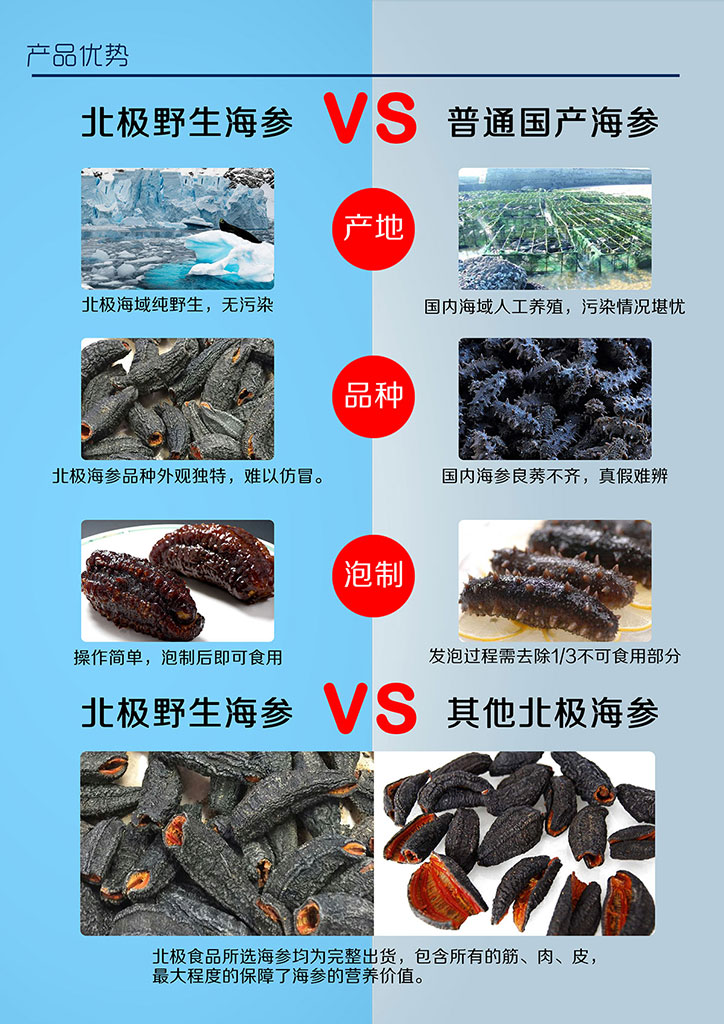 产品优势
北极野生海参 VS 普通国产海参
产地
北极海域纯野生，无污染
国内海域人工养殖，污染情况堪忧
品种
北极海参品种外观独特，难以仿冒。
国内海参良莠不齐，真假难辨
泡制
操作简单，泡制后即可食用
发泡过程需去除1/3不可食用部分
北极野生海参 VS 其他北极海参
北极食品所选海参均为完整出货，包含所有的筋、肉、皮，
最大程度的保障了海参的营养价值。